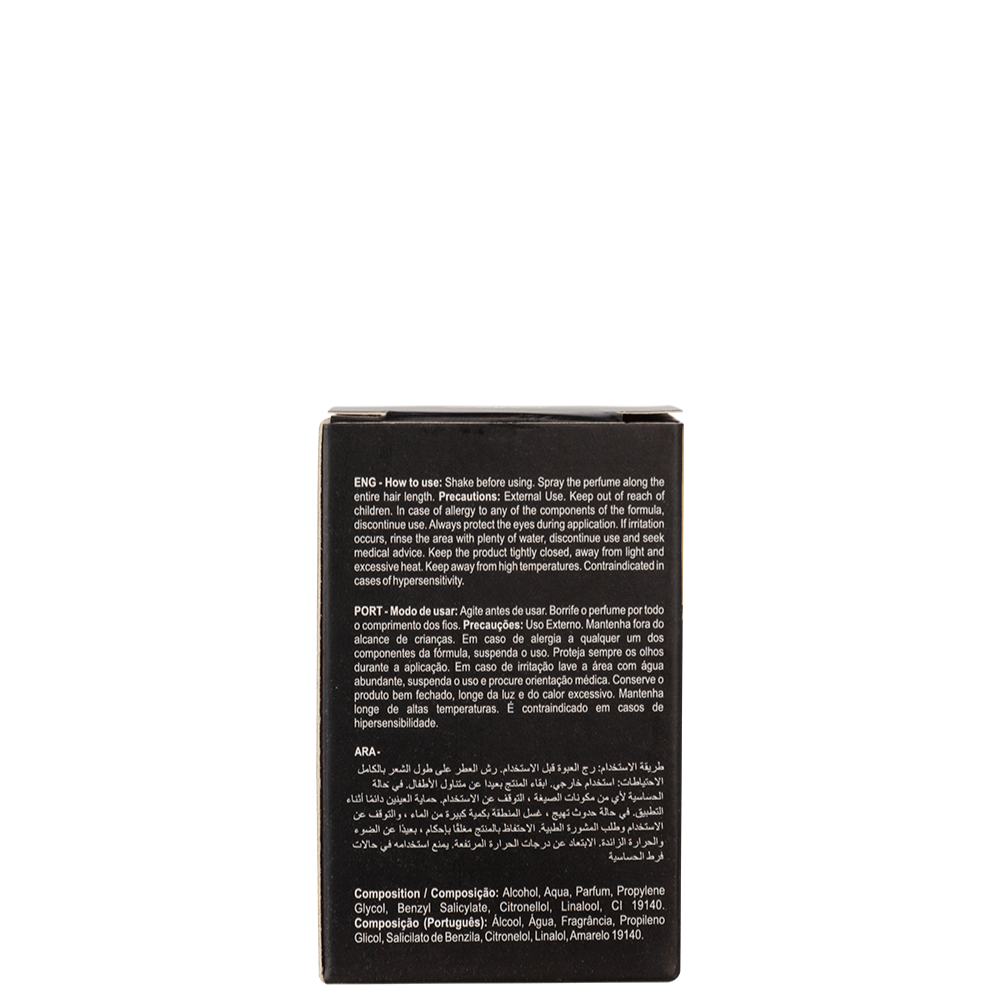 ENG - How to use: Shake before using. Spray the perfume along the
entire hair length. Precautions: External Use. Keep out of reach of
children. In case of allergy to any of the components of the formula,
discontinue use. Always protect the eyes during application. If irritation
occurs, rinse the area with plenty of water, discontinue use and seek
medical advice. Keep the product tightly closed, away from light and
excessive heat. Keep away from high temperatures. Contraindicated in
cases of hypersensitivity.
PORT - Modo de usar: Agite antes de usar. Borrife o perfume por todo
o comprimento dos fios. Precauções: Uso Externo. Mantenha fora do
alcance de crianças. Em caso de alergia a qualquer um dos
componentes da fórmula, suspenda o uso. Proteja sempre os olhos
durante a aplicação. Em caso de irritação lave a área com água
abundante, suspenda o uso e procure orientação médica. Conserve o
produto bem fechado, longe da luz e do calor excessivo. Mantenha
longe de altas temperaturas. É contraindicado em casos de
hipersensibilidade.
ARA -
طريقة الاستخدام: رج العبوة قبل الاستخدام. رش العطر على طول الشعر بالكامل
الاحتياطات: استخدام خارجي. ابقاء المنتج بعيدا عن متناول الأطفال. في حالة
الحساسية لأي من مكونات الصيغة ، التوقف عن الاستخدام. حماية العينين دائمًا أثناء
التطبيق. في حالة حدوث تهيج ، غسل المنطقة بكمية كبيرة من الماء ، والتوقف عن
الاستخدام وطلب المشورة الطبية. الاحتفاظ بالمنتج مغلقًا بإحكام ، بعيدًا عن الضوء
والحرارة الزائدة. الابتعاد عن درجات الحرارة المرتفعة. يمنع استخدامه في حالات
فرط الحساسية
Composition / Composição: Alcohol, Aqua, Parfum, Propylene
Glycol, Benzyl Salicylate, Citronellol, Linalool, CI 19140.
Composição (Português): Álcool, Água, Fragrância, Propileno
Glicol, Salicilato de Benzila, Citronelol, Linalol, Amarelo 19140.